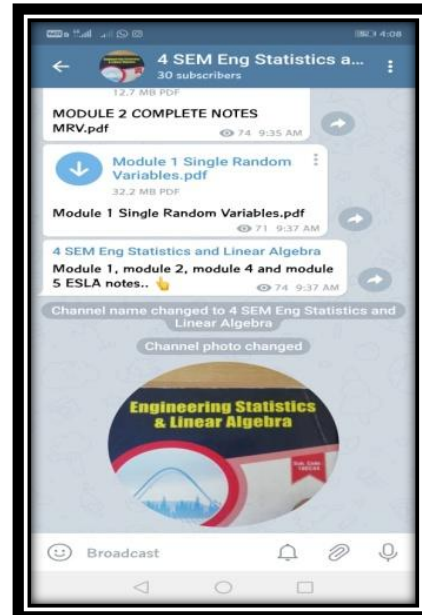 4:08
4 SEM Eng Statistics a...
30 subscribers
12.7 MB PDF
MODULE 2 COMPLETE NOTES
MRV.pdf
74 9:35 AM
Module 1 Single Random
Variables.pdf
32.2 MB PDF
Module 1 Single Random Variables.pdf
71 9:37 AM
4 SEM Eng Statistics and Linear Algebra
Module 1, module 2, module 4 and module
5 ESLA notes.. 👆
74 9:37 AM
Channel name changed to 4 SEM Eng Statistics and
Linear Algebra
Channel photo changed
Engineering Statistics
& Linear Algebra
Sub. Code
Broadcast